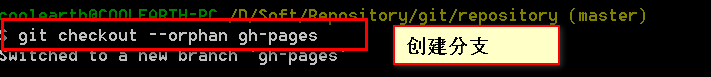 coolearth@COOLEARTH-PC /D/Soft/Repository/git/repository (master)
$ git checkout --orphan gh-pages
创建分支
Switched to a new branch 'gh-pages'